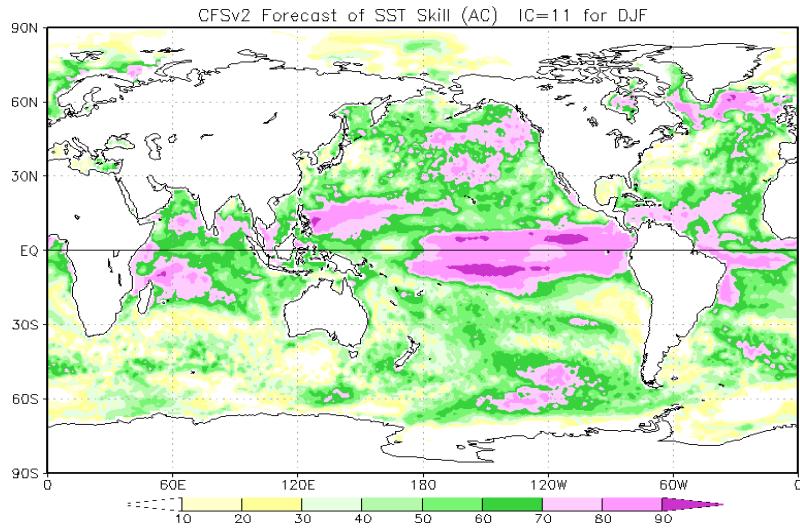 CFSv2 Forecast of SST Skill (AC) IC=11 for DJF
90N
60N
30N
EQ
30S
60S
90S
0 60E 120E 180 120W 60W 0
10 20 30 40 50 60 70 80 90